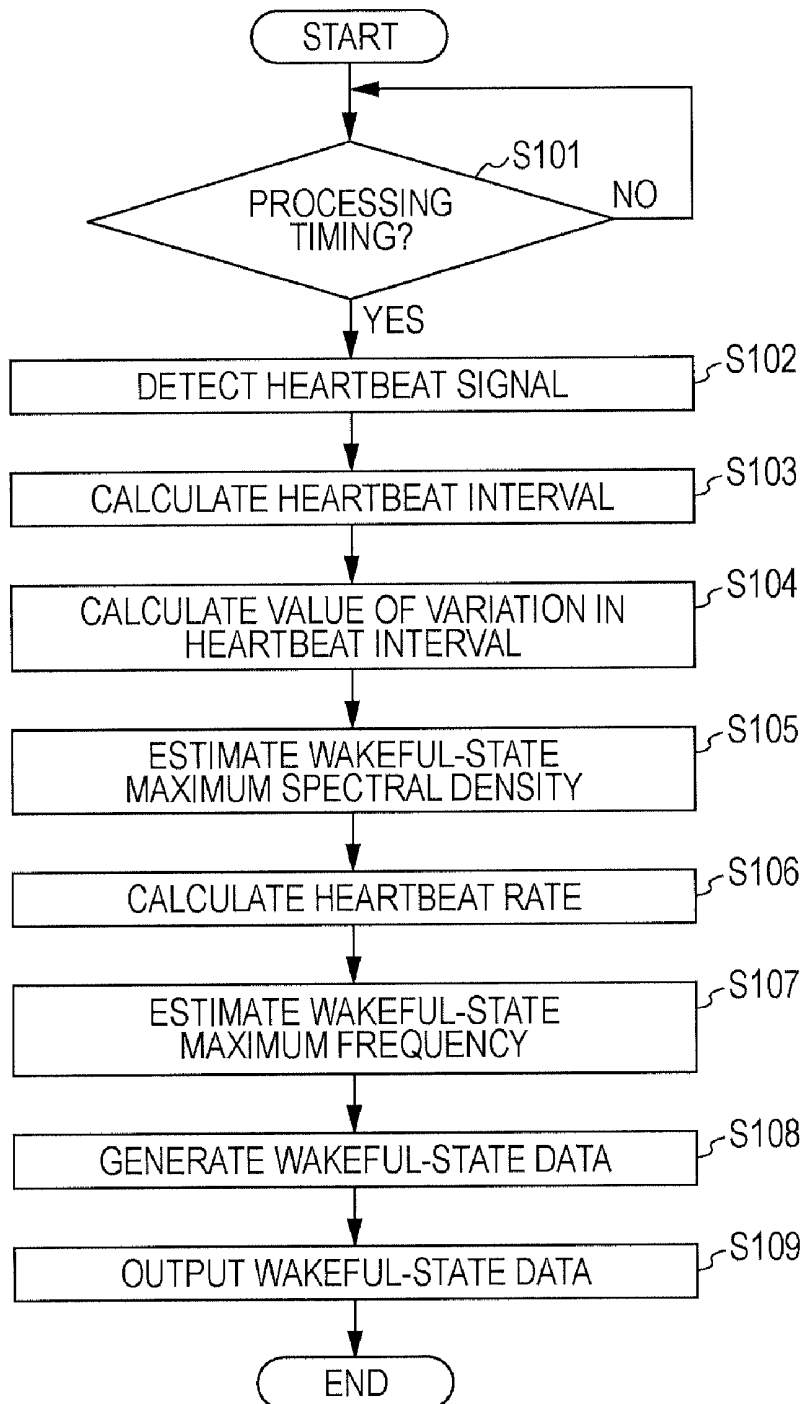 START
S101
PROCESSING
TIMING?
NO
YES
S102
DETECT HEARTBEAT SIGNAL
S103
CALCULATE HEARTBEAT INTERVAL
S104
CALCULATE VALUE OF VARIATION IN
HEARTBEAT INTERVAL
S105
ESTIMATE WAKEFUL-STATE
MAXIMUM SPECTRAL DENSITY
S106
CALCULATE HEARTBEAT RATE
S107
ESTIMATE WAKEFUL-STATE
MAXIMUM FREQUENCY
S108
GENERATE WAKEFUL-STATE DATA
S109
OUTPUT WAKEFUL-STATE DATA
END